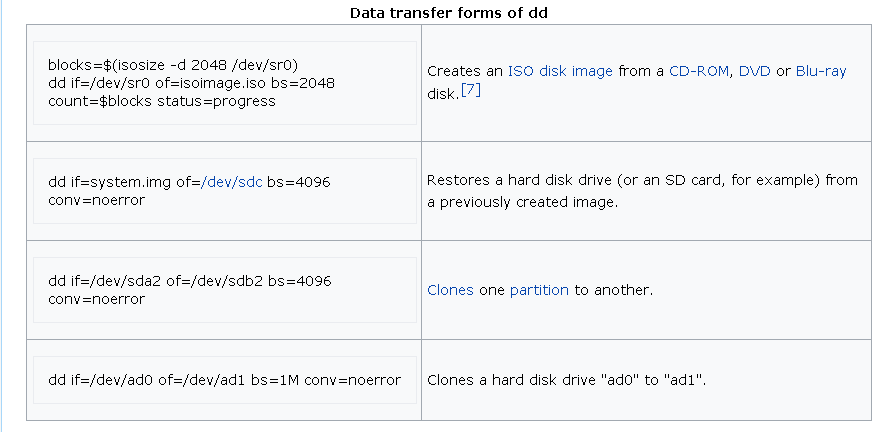 Data transfer forms of dd
blocks=$(isosize -d 2048 /dev/sr0)
dd if=/dev/sr0 of=isoimage.iso bs=2048
count=$blocks status=progress
Creates an ISO disk image from a CD-ROM, DVD or Blu-ray
disk.[7]
dd if=system.img of=/dev/sdc bs=4096
conv=noerror
Restores a hard disk drive (or an SD card, for example) from
a previously created image.
dd if=/dev/sda2 of=/dev/sdb2 bs=4096
conv=noerror
Clones one partition to another.
dd if=/dev/ad0 of=/dev/ad1 bs=1M conv=noerror
Clones a hard disk drive "ad0" to "ad1".